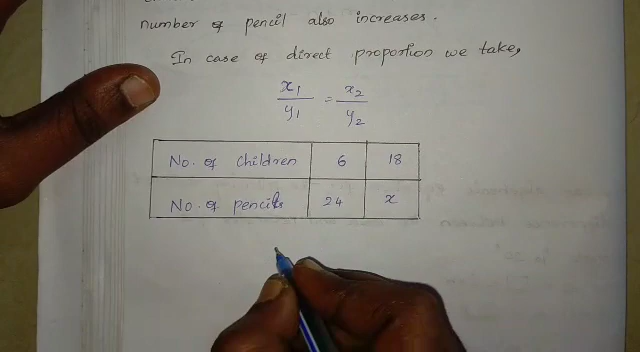 number of pencil also increases.
In case of direct proportion we take,
x1/y1 = x2/y2
No. of Children 6 18
No. of pencils 24 x